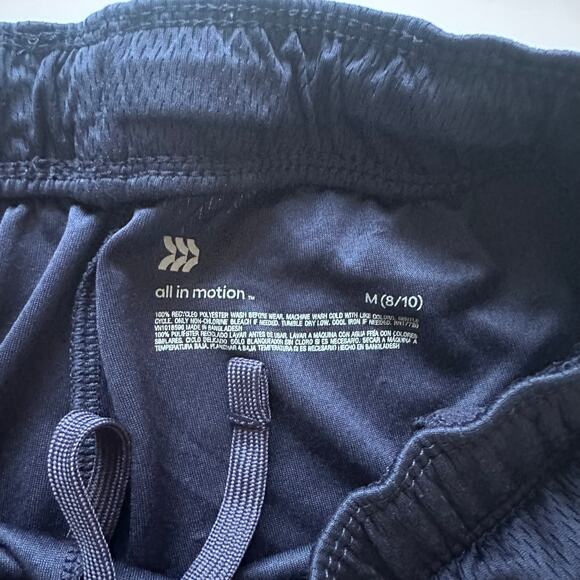 all in motion™ M (8/10)
100% RECYCLED POLYESTER WASH BEFORE WEAR. MACHINE WASH COLD WITH LIKE COLORS, GENTLE
CYCLE. ONLY NON-CHLORINE BLEACH IF NEEDED. TUMBLE DRY LOW. COOL IRON IF NEEDED. RN17730
VN1018596 MADE IN BANGLADESH
100% POLIÉSTER RECICLADO LAVAR ANTES DE USAR. LAVAR A MÁQUINA CON AGUA FRÍA CON COLORES
SIMILARES. CICLO DELICADO SÓLO BLANQUEADOR SIN CLORO SI ES NECESARIO. SECAR A MÁQUINA A
TEMPERATURA BAJA. PLANCHAR A BAJA TEMPERATURA SI ES NECESARIO HECHO EN BANGLADESH